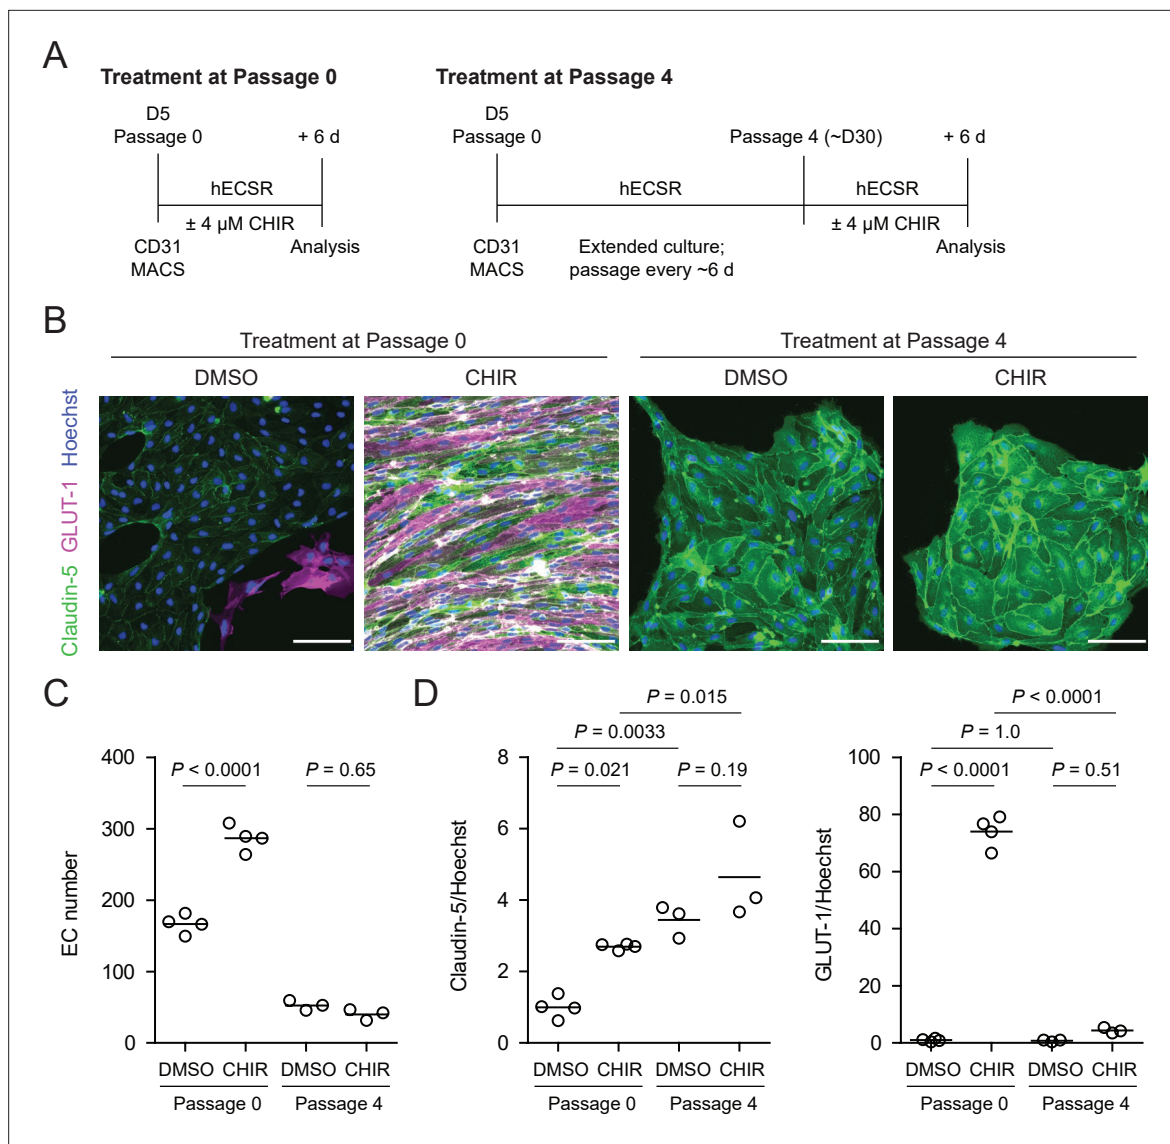 A
Treatment at Passage 0
D5
Passage 0
+ 6 d
hECSR
± 4 µM CHIR
CD31
MACS
Analysis
Treatment at Passage 4
D5
Passage 0
Passage 4 (~D30)
+ 6 d
hECSR
hECSR
± 4 µM CHIR
CD31
MACS
Extended culture;
passage every ~6 d
Analysis
B
Treatment at Passage 0
Treatment at Passage 4
DMSO
CHIR
DMSO
CHIR
Claudin-5 GLUT-1 Hoechst
C
EC number
400
300
200
100
0
P < 0.0001
P = 0.65
DMSO CHIR DMSO CHIR
Passage 0 Passage 4
D
Claudin-5/Hoechst
8
6
4
2
0
P = 0.015
P = 0.0033
P = 0.021
P = 0.19
DMSO CHIR DMSO CHIR
Passage 0 Passage 4
GLUT-1/Hoechst
100
80
60
40
20
0
P < 0.0001
P = 1.0
P < 0.0001
P = 0.51
DMSO CHIR DMSO CHIR
Passage 0 Passage 4